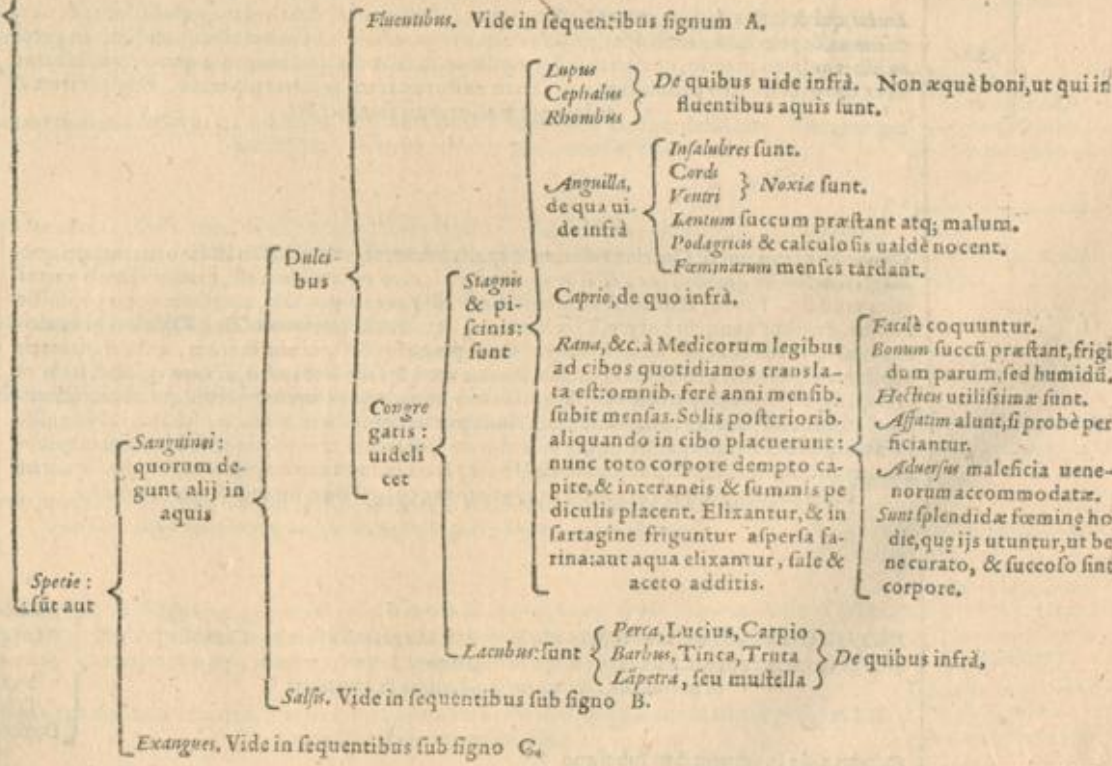 Fluentibus. Vide in ſequentibus ſignum A.
Lupus
Cephalus
Rhombus
De quibus uide infrà. Non æquè boni, ut qui in
fluentibus aquis ſunt.
Anguilla,
de qua ui-
de infrà
Inſalubres ſunt.
Cordi
Ventri
Noxiæ ſunt.
Lentum ſuccum præſtant atq; malum.
Podagricis & calculoſis ualdè nocent.
Fœminarum menſes tardant.
Dulci
bus
Stagnis
& pi-
ſcinis:
ſunt
Caprio, de quo infrà.
Rana, &c. à Medicorum legibus
ad cibos quotidianos transla-
ta eſt: omnib. ferè anni menſib.
ſubit menſas. Solis poſteriorib.
aliquando in cibo placuerunt:
nunc toto corpore dempto ca-
pite, & interaneis & ſummis pe
diculis placent. Elixantur, & in
ſartagine friguntur aſperſa fa-
rina: aut aqua elixantur, ſale &
aceto additis.
Facilè coquuntur.
Bonum ſuccū præſtant, frigi
dum parum, ſed humidū.
Hecticis utiliſsimæ ſunt.
Affatim alunt, ſi probè per
ficiantur.
Aduerſus maleficia uene-
norum accommodatæ.
Sunt ſplendidæ fœminę ho
die, quę ijs utuntur, ut be
ne curato, & ſuccoſo ſint
corpore.
Congre
gatis:
uideli
cet
Sanguinei:
quorum de-
gunt alij in
aquis
Specie:
ſūt aut
Lacubus: ſunt
Perca, Lucius, Carpio
Barbus, Tinca, Truta
Lāpetra, ſeu muſtella
De quibus infrà.
Salſis. Vide in ſequentibus ſub ſigno B.
Exangues. Vide in ſequentibus ſub ſigno C.